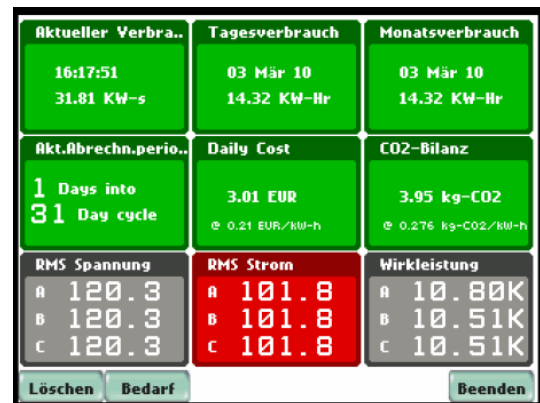 Aktueller Verbra..
16:17:51
31.81 KW-s
Tagesverbrauch
03 Mär 10
14.32 KW-Hr
Monatsverbrauch
03 Mär 10
14.32 KW-Hr
Akt.Abrechn.perio..
1 Days into
31 Day cycle
Daily Cost
3.01 EUR
@ 0.21 EUR/kW-h
CO2-Bilanz
3.95 kg-CO2
@ 0.276 kg-CO2/kW-h
RMS Spannung
A 120.3
B 120.3
C 120.3
RMS Strom
A 101.8
B 101.8
C 101.8
Wirkleistung
A 10.80K
B 10.51K
C 10.51K
Löschen Bedarf Beenden